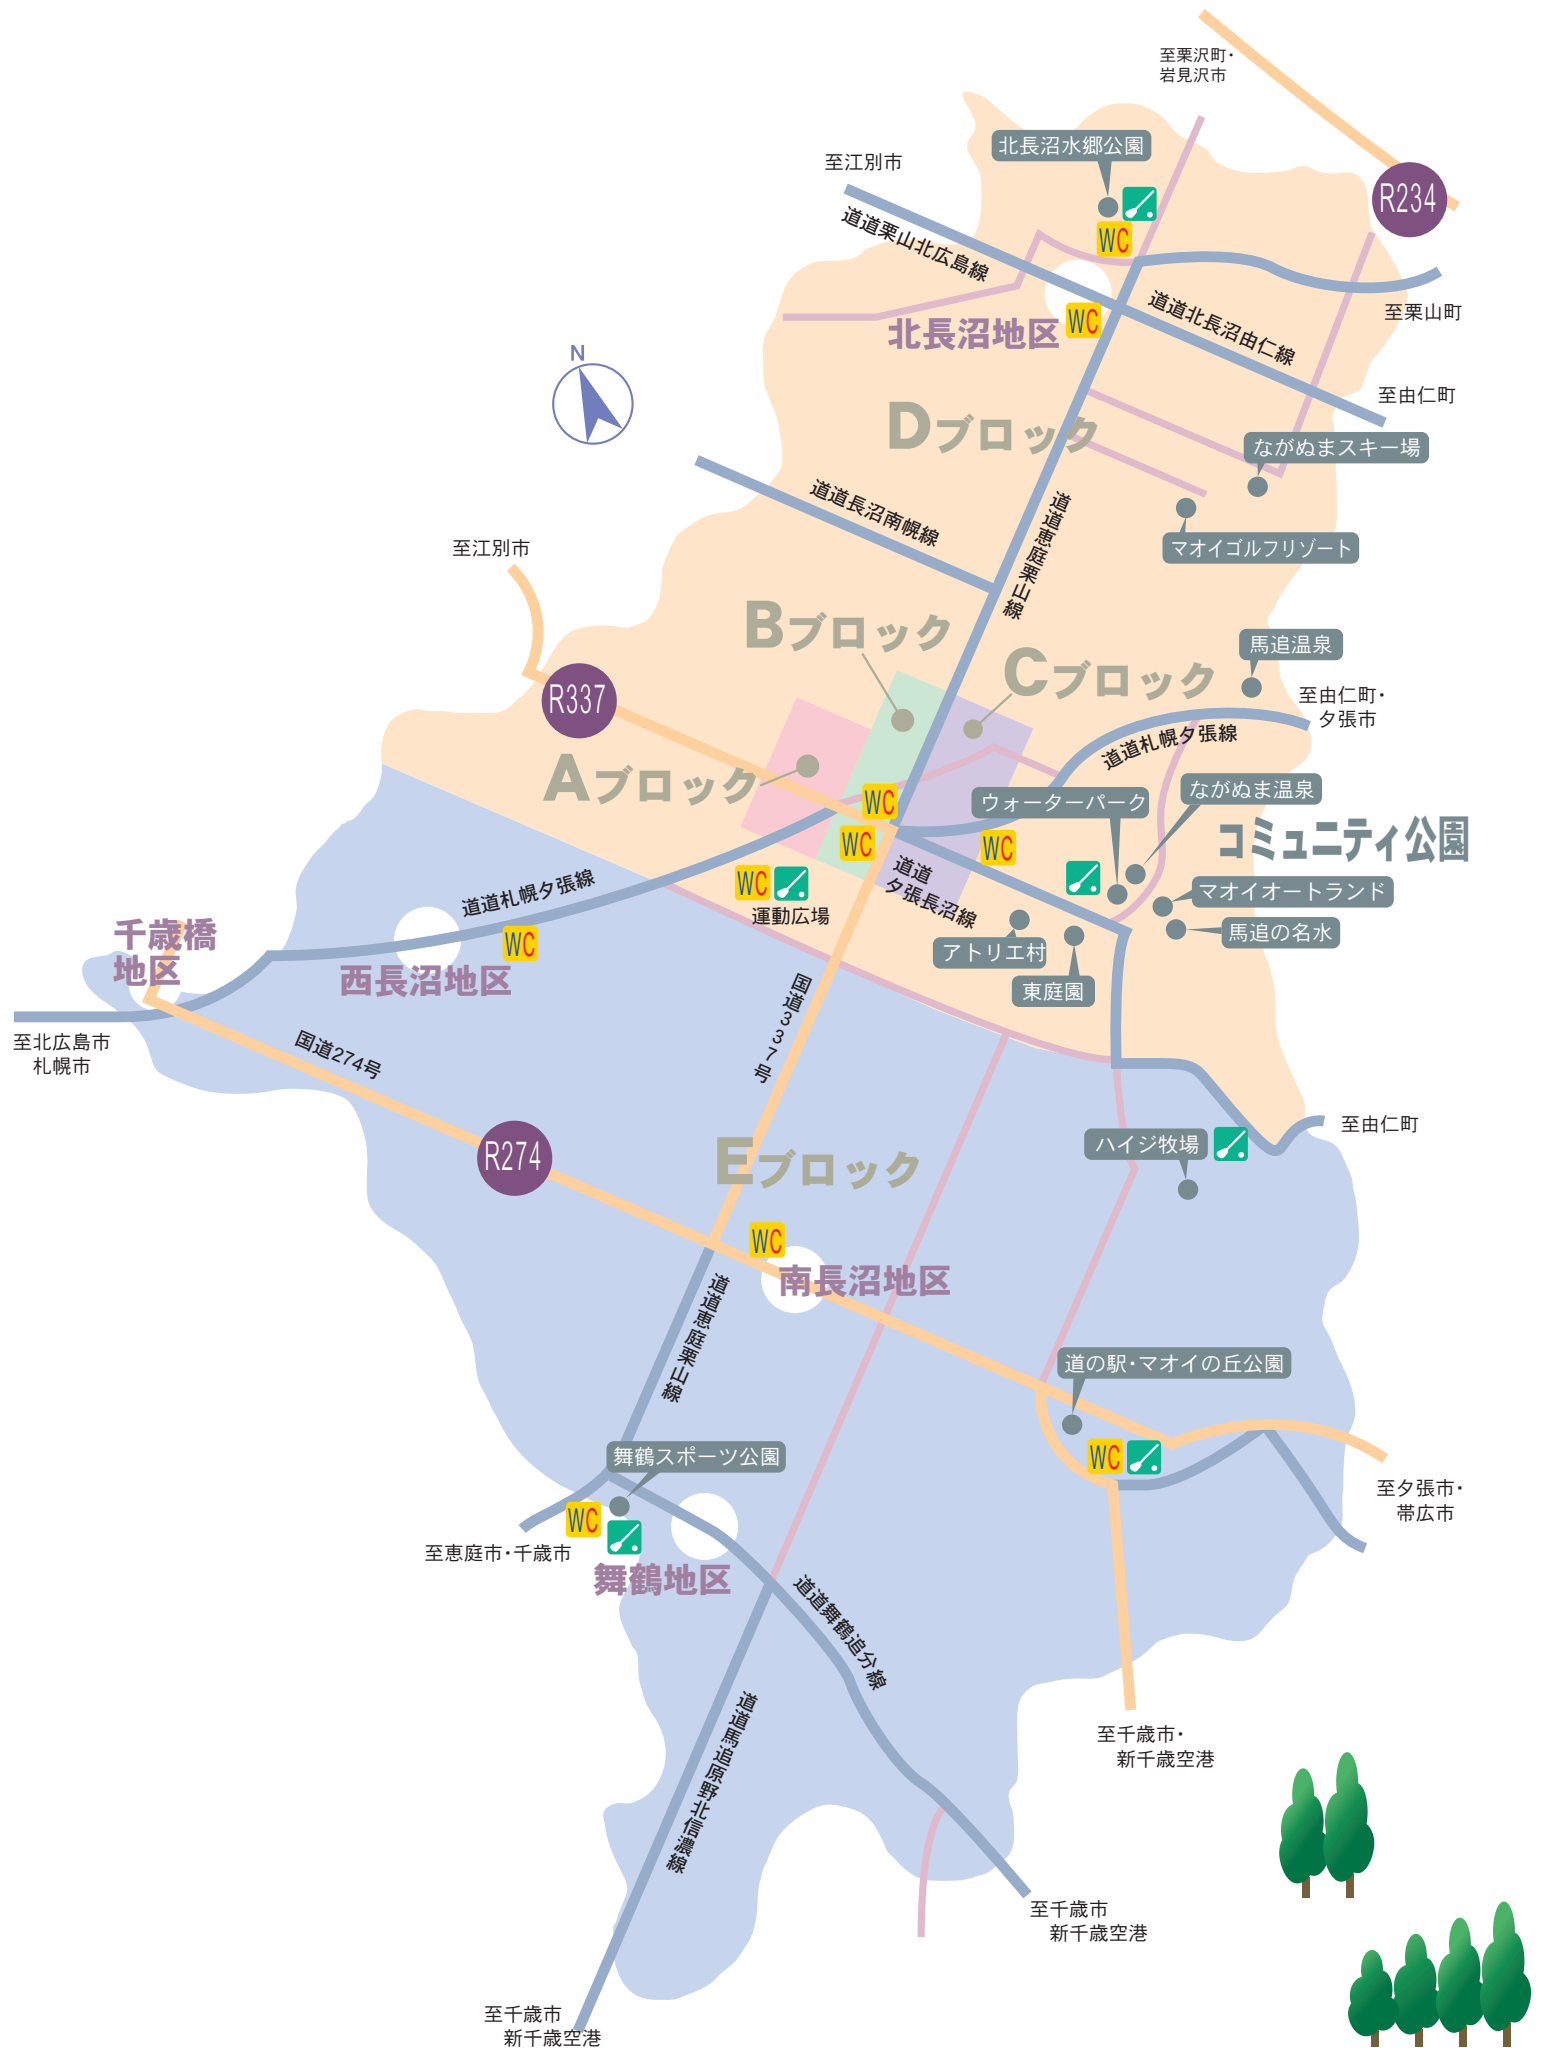 至栗沢町・
岩見沢市
R234
北長沼水郷公園
WC
至江別市
道道栗山北広島線
WC
道道北長沼由仁線
至栗山町
北長沼地区
N
至由仁町
Dブロック
ながぬまスキー場
道道長沼南幌線
道道恵庭栗山線
マオイゴルフリゾート
至江別市
Bブロック
Cブロック
馬追温泉
至由仁町・
夕張市
R337
道道札幌夕張線
Aブロック
WC
ウォーターパーク
ながぬま温泉
コミュニティ公園
WC
WC
道道
夕張長沼線
WC
運動広場
マオイオートランド
馬追の名水
アトリエ村
東庭園
道道札幌夕張線
WC
千歳橋
地区
西長沼地区
至北広島市
札幌市
国道274号
国道337号
R274
Eブロック
ハイジ牧場
至由仁町
WC
南長沼地区
道道恵庭栗山線
道の駅・マオイの丘公園
WC
至夕張市・
帯広市
舞鶴スポーツ公園
WC
至恵庭市・千歳市
舞鶴地区
道道舞鶴追分線
道道馬追原野北信濃線
至千歳市・
新千歳空港
至千歳市
新千歳空港
至千歳市
新千歳空港